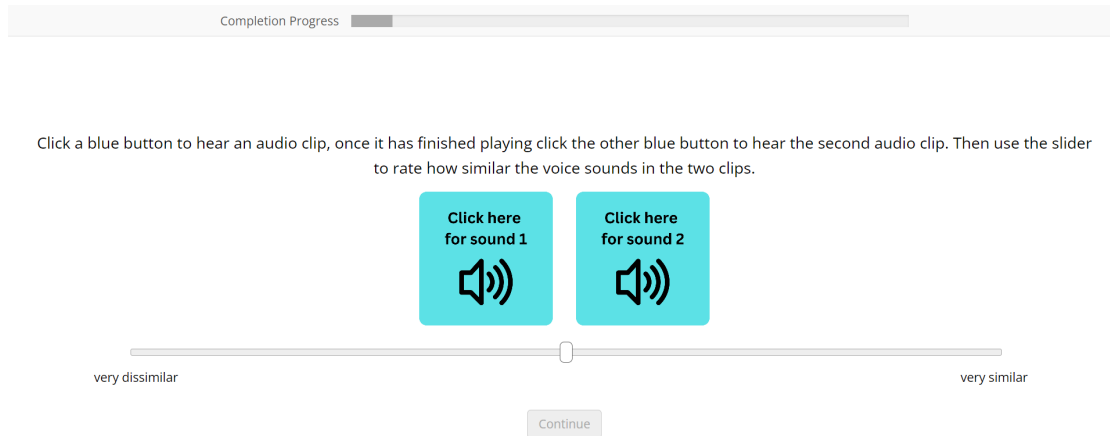 Completion Progress
Click a blue button to hear an audio clip, once it has finished playing click the other blue button to hear the second audio clip. Then use the slider
to rate how similar the voice sounds in the two clips.
Click here
for sound 1
Click here
for sound 2
very dissimilar
very similar
Continue